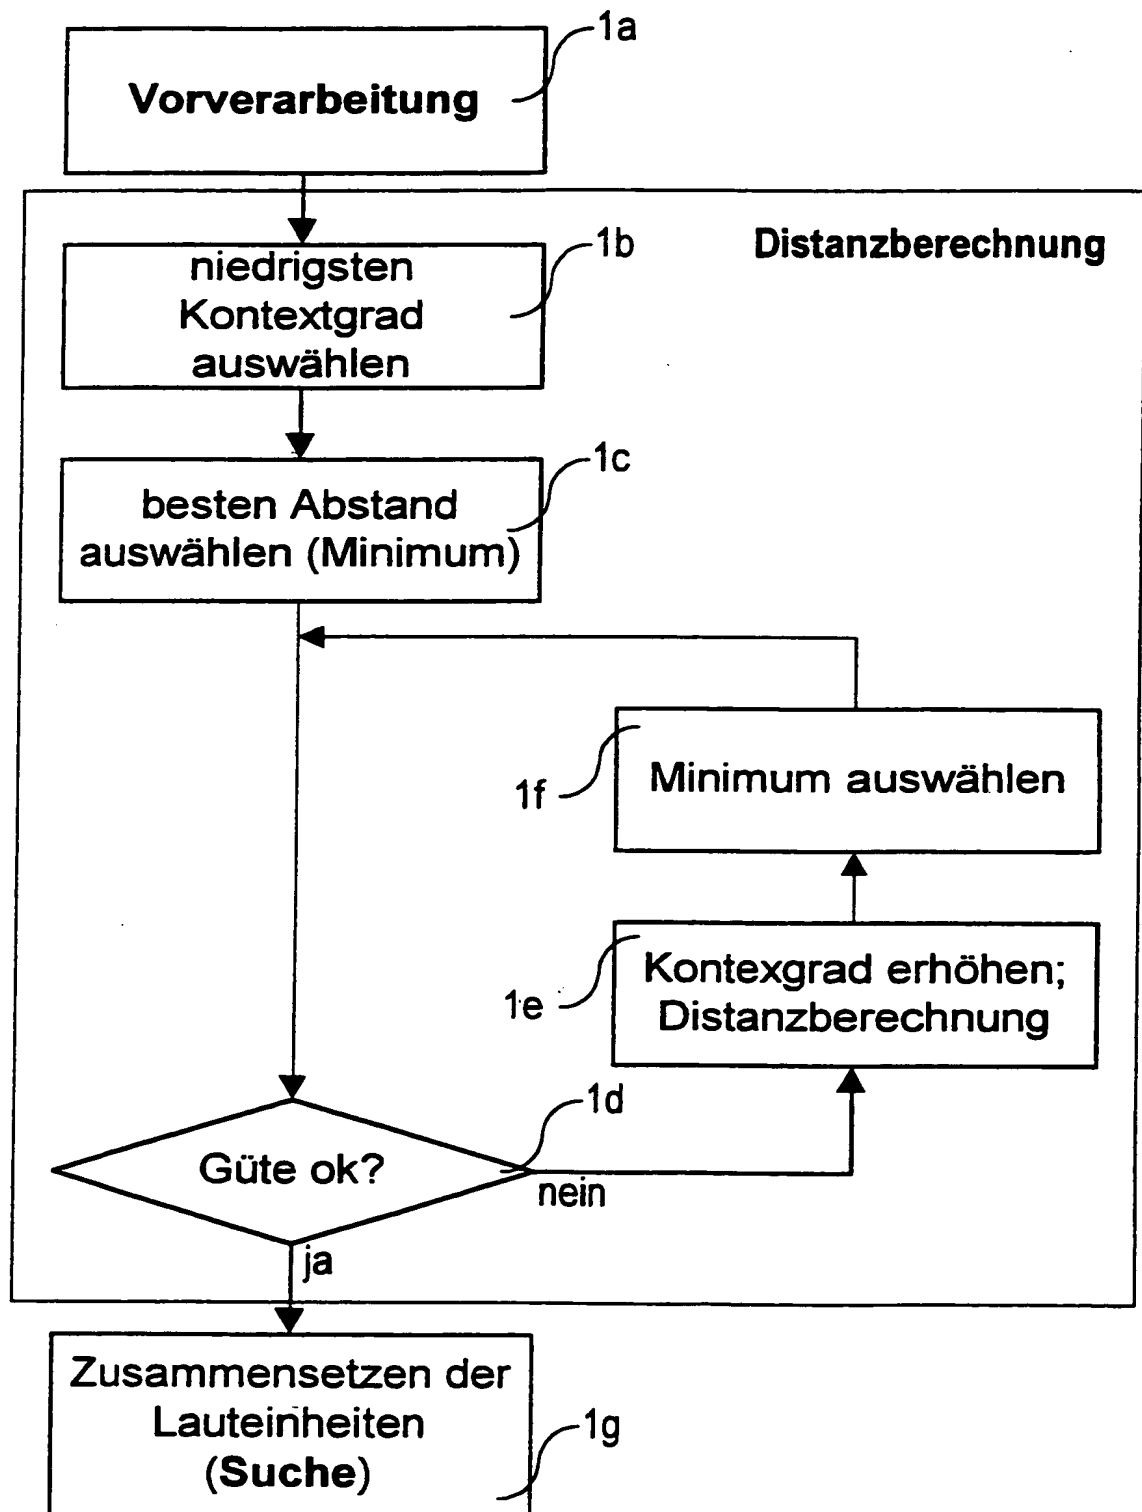 1a
Vorverarbeitung
Distanzberechnung
1b
niedrigsten
Kontextgrad
auswählen
1c
besten Abstand
auswählen (Minimum)
1f
Minimum auswählen
1e
Kontexgrad erhöhen;
Distanzberechnung
1d
Güte ok?
nein
ja
Zusammensetzen der
Lauteinheiten
(Suche)
1g